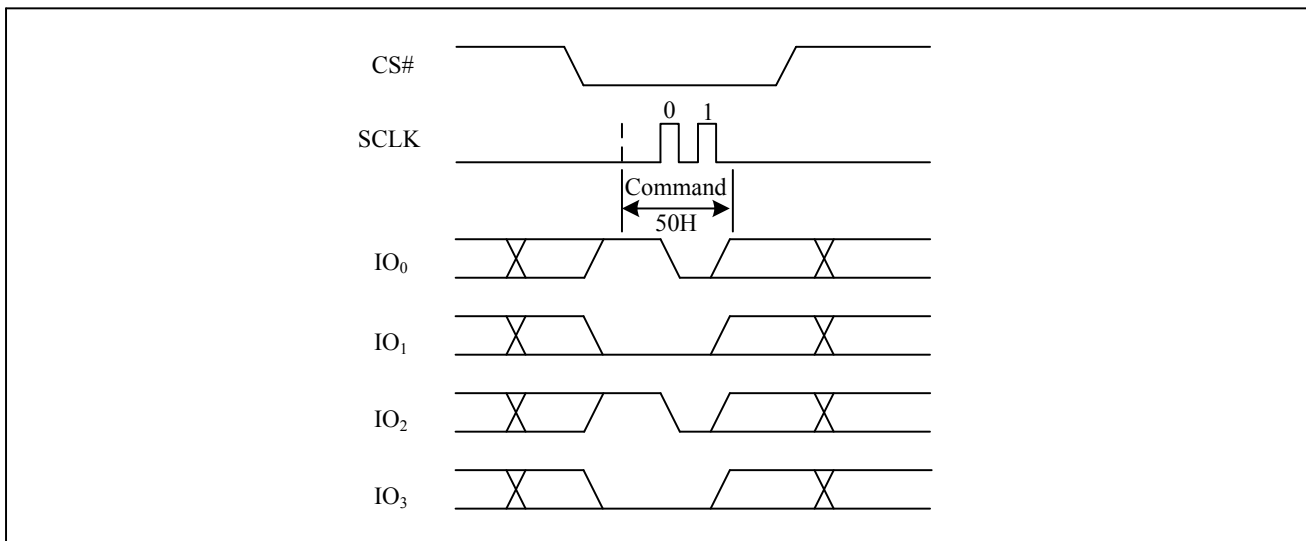 CS#
0 1
SCLK
Command
50H
IO₀
IO₁
IO₂
IO₃